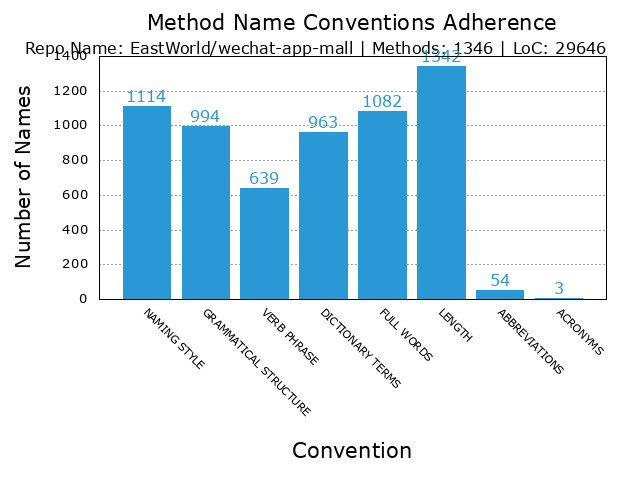 Method Name Conventions Adherence
Repo Name: EastWorld/wechat-app-mall | Methods: 1346 | LoC: 29646
Number of Names
1400
1200
1000
800
600
400
200
0
1114
994
639
963
1082
1342
54
3
NAMING STYLE
GRAMMATICAL STRUCTURE
VERB PHRASE
DICTIONARY TERMS
FULL WORDS
LENGTH
ABBREVIATIONS
ACRONYMS
Convention